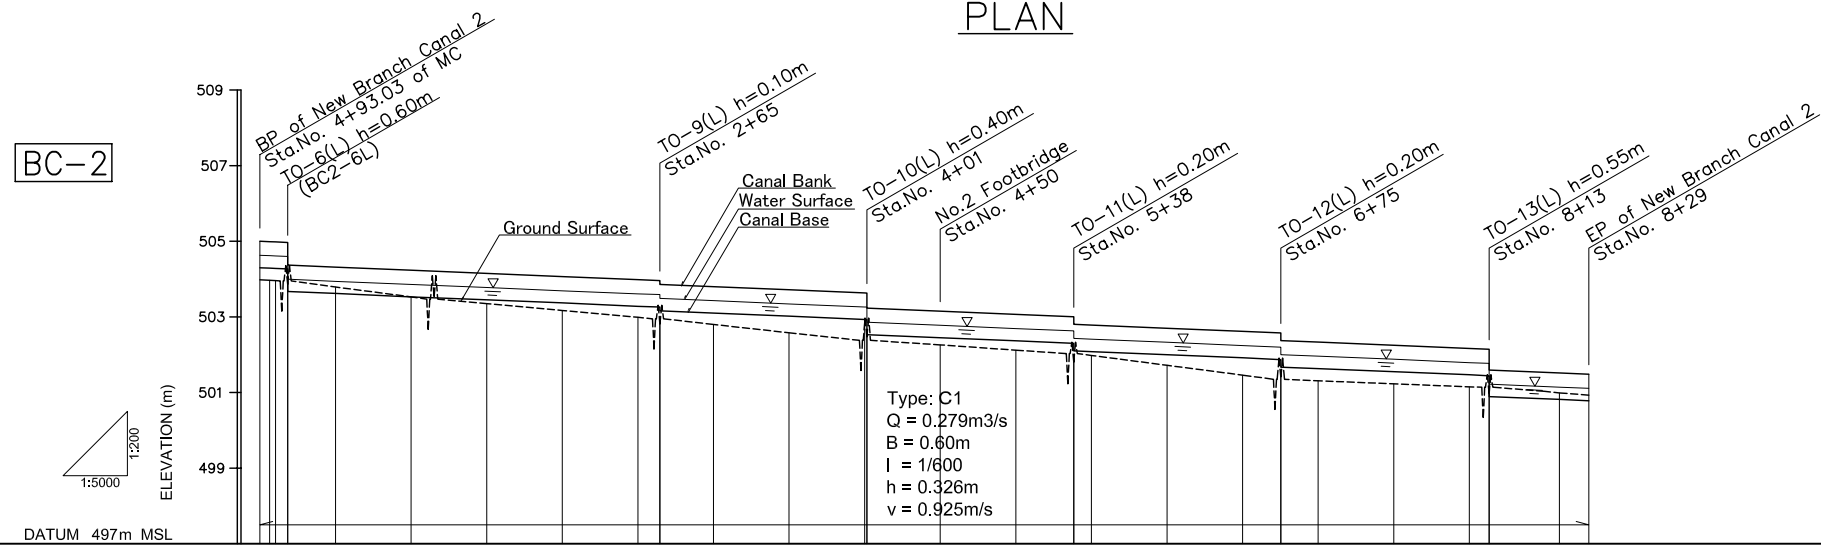 PLAN
BC-2
BP of New Branch Canal 2
Sta.No. 4+93.03 of MC
TO-6(L) h=0.60m
(BC2-6L)
TO-9(L) h=0.10m
Sta.No. 2+65
TO-10(L) h=0.40m
Sta.No. 4+01
No.2 Footbridge
Sta.No. 4+50
TO-11(L) h=0.20m
Sta.No. 5+38
TO-12(L) h=0.20m
Sta.No. 6+75
TO-13(L) h=0.55m
Sta.No. 8+13
EP of New Branch Canal 2
Sta.No. 8+29
Canal Bank
Water Surface
Canal Base
Ground Surface
509
507
505
503
501
499
ELEVATION (m)
1:200
1:5000
DATUM 497m MSL
Type: C1
Q = 0.279m3/s
B = 0.60m
I = 1/600
h = 0.326m
v = 0.925m/s